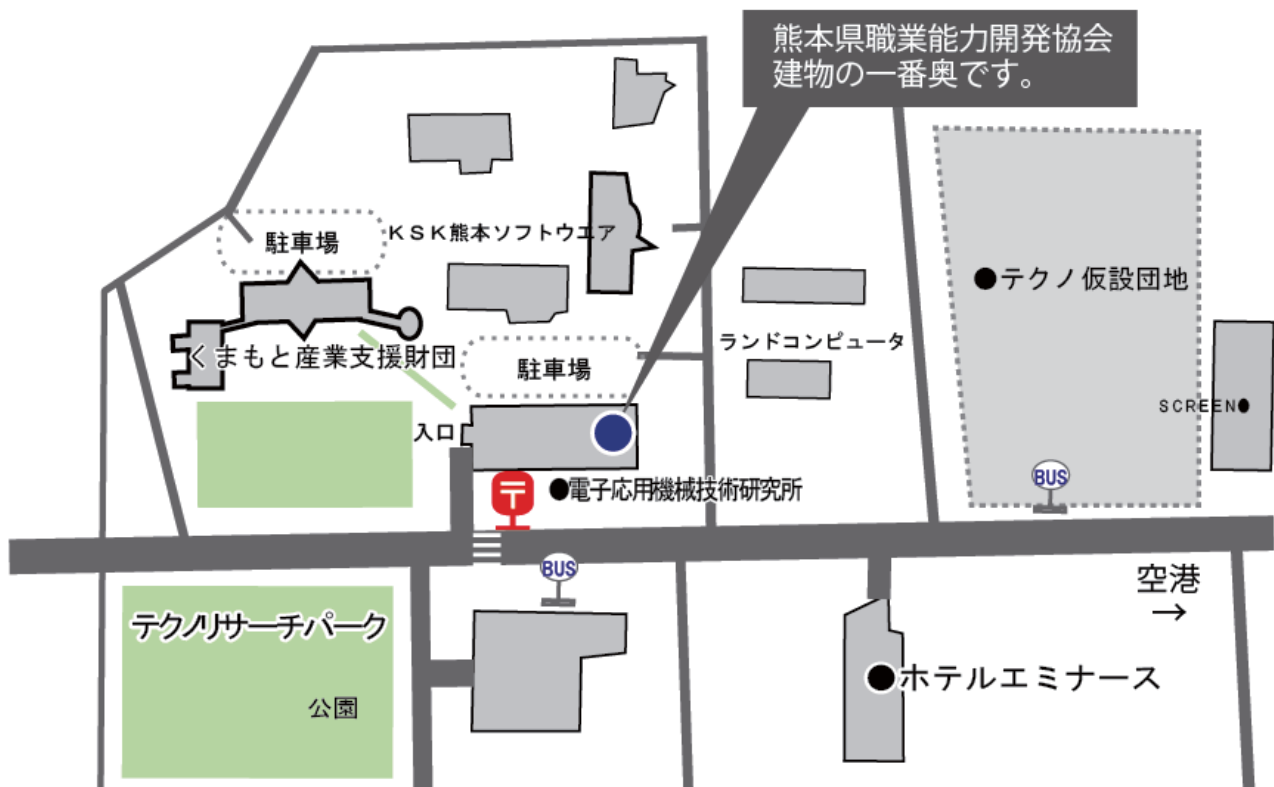 熊本県職業能力開発協会
建物の一番奥です。
駐車場
KSK熊本ソフトウエア
テクノ仮設団地
くまもと産業支援財団
駐車場
ランドコンピュータ
SCREEN
入口
BUS
電子応用機械技術研究所
BUS
空港
→
テクノリサーチパーク
公園
ホテルエミナース